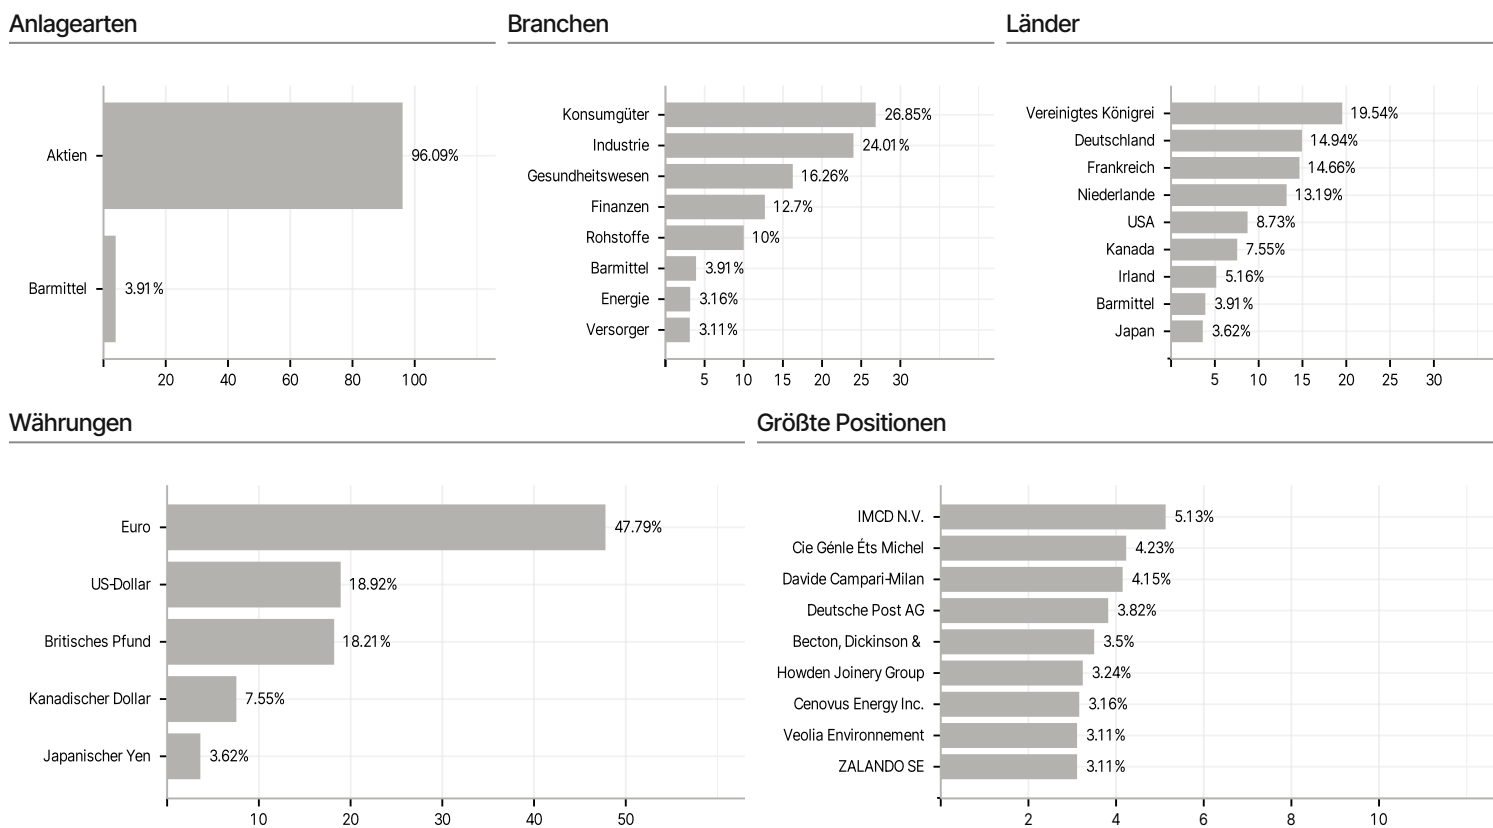 Anlagearten
Aktien
96.09%
Barmittel
3.91%
20 40 60 80 100
Branchen
Konsumgüter
26.85%
Industrie
24.01%
Gesundheitswesen
16.26%
Finanzen
12.7%
Rohstoffe
10%
Barmittel
3.91%
Energie
3.16%
Versorger
3.11%
5 10 15 20 25 30
Länder
Vereinigtes Königrei
19.54%
Deutschland
14.94%
Frankreich
14.66%
Niederlande
13.19%
USA
8.73%
Kanada
7.55%
Irland
5.16%
Barmittel
3.91%
Japan
3.62%
5 10 15 20 25 30
Währungen
Euro
47.79%
US-Dollar
18.92%
Britisches Pfund
18.21%
Kanadischer Dollar
7.55%
Japanischer Yen
3.62%
10 20 30 40 50
Größte Positionen
IMCD N.V.
5.13%
Cie Génle Éts Michel
4.23%
Davide Campari-Milan
4.15%
Deutsche Post AG
3.82%
Becton, Dickinson &
3.5%
Howden Joinery Group
3.24%
Cenovus Energy Inc.
3.16%
Veolia Environnement
3.11%
ZALANDO SE
3.11%
2 4 6 8 10